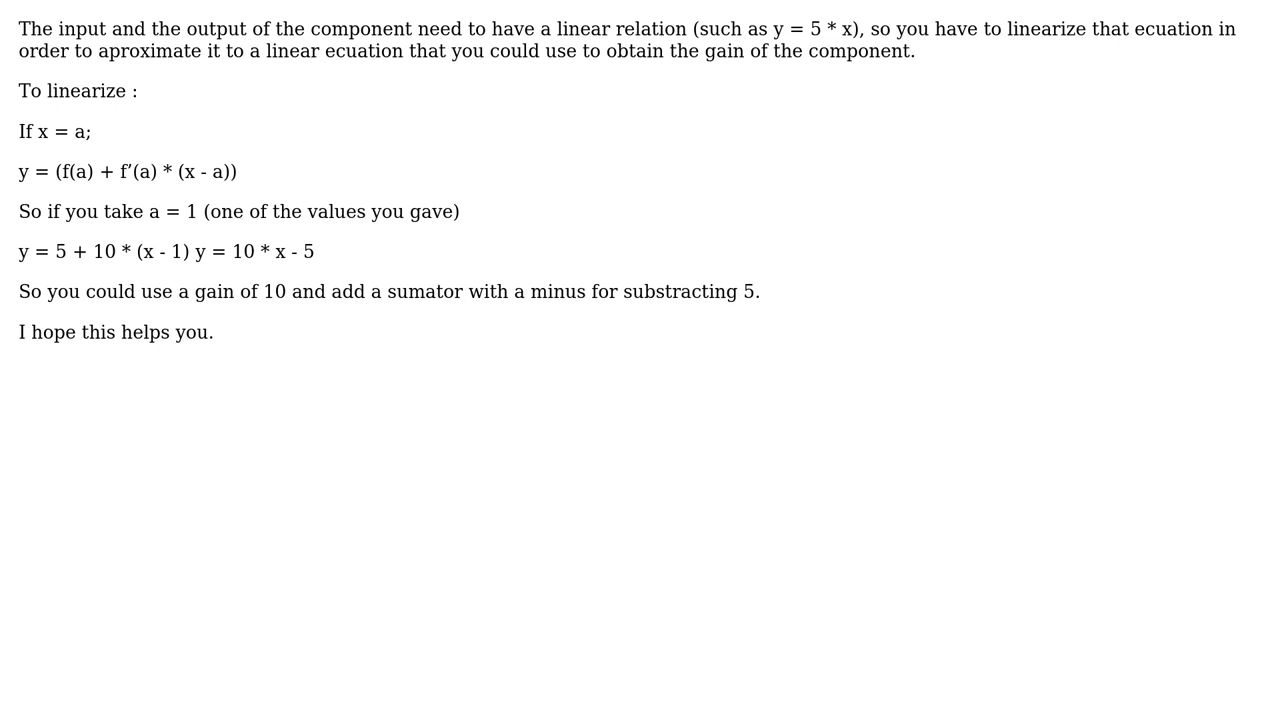 The input and the output of the component need to have a linear relation (such as y = 5 * x), so you have to linearize that ecuation in
order to aproximate it to a linear ecuation that you could use to obtain the gain of the component.
To linearize :
If x = a;
y = (f(a) + f’(a) * (x - a))
So if you take a = 1 (one of the values you gave)
y = 5 + 10 * (x - 1) y = 10 * x - 5
So you could use a gain of 10 and add a sumator with a minus for substracting 5.
I hope this helps you.